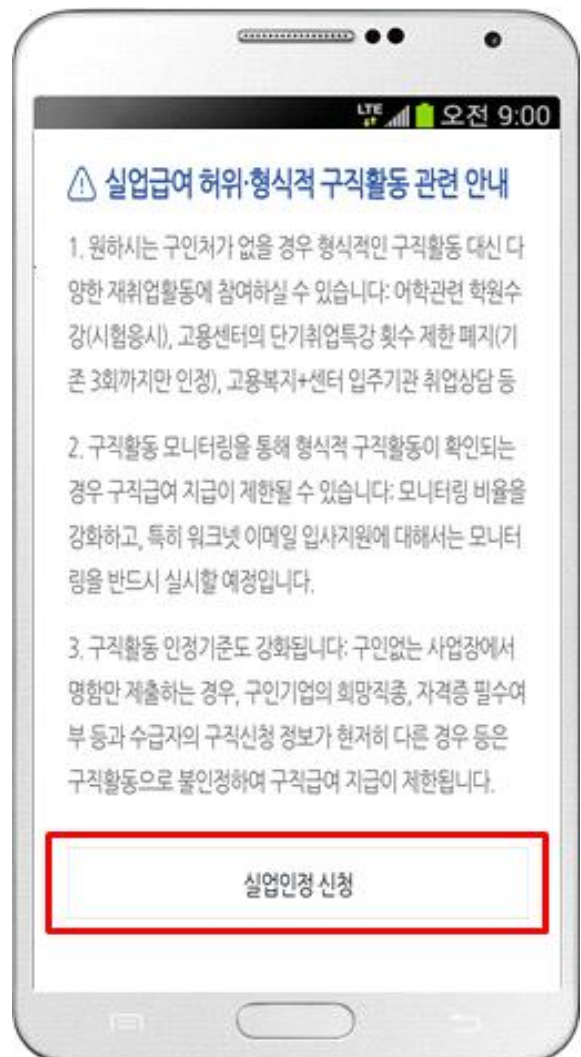 LTE 오전 9:00
실업급여 허위·형식적 구직활동 관련 안내
1. 원하시는 구인처가 없을 경우 형식적인 구직활동 대신 다
양한 재취업활동에 참여하실 수 있습니다: 어학관련 학원수
강(시험응시), 고용센터의 단기취업특강 횟수 제한 폐지(기
존 3회까지만 인정), 고용복지+센터 입주기관 취업상담 등
2. 구직활동 모니터링을 통해 형식적 구직활동이 확인되는
경우 구직급여 지급이 제한될 수 있습니다: 모니터링 비율을
강화하고, 특히 워크넷 이메일 입사지원에 대해서는 모니터
링을 반드시 실시할 예정입니다.
3. 구직활동 인정기준도 강화됩니다: 구인없는 사업장에서
명함만 제출하는 경우, 구인기업의 희망직종, 자격증 필수여
부 등과 수급자의 구직신청 정보가 현저히 다른 경우 등은
구직활동으로 불인정하여 구직급여 지급이 제한됩니다.
실업인정 신청